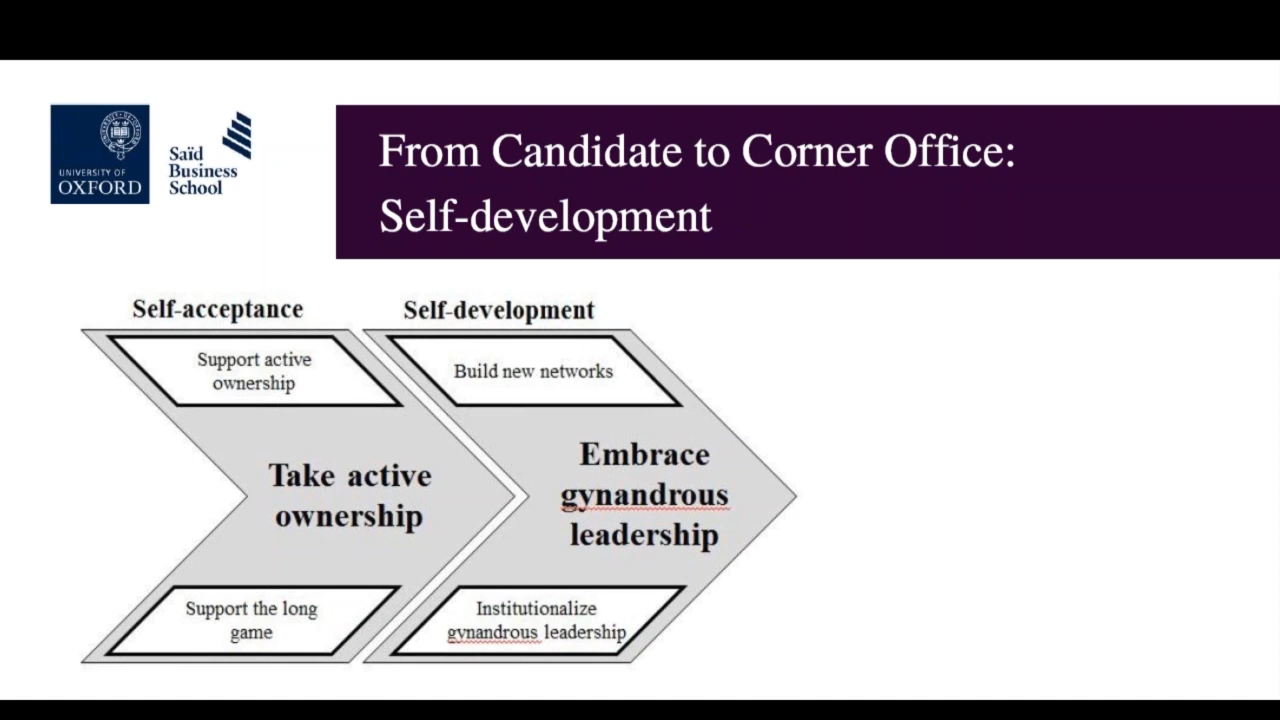 UNIVERSITY OF
OXFORD
Saïd
Business
School
From Candidate to Corner Office:
Self-development
Self-acceptance
Support active
ownership
Take active
ownership
Support the long
game
Self-development
Build new networks
Embrace
gynandrous
leadership
Institutionalize
gynandrous leadership